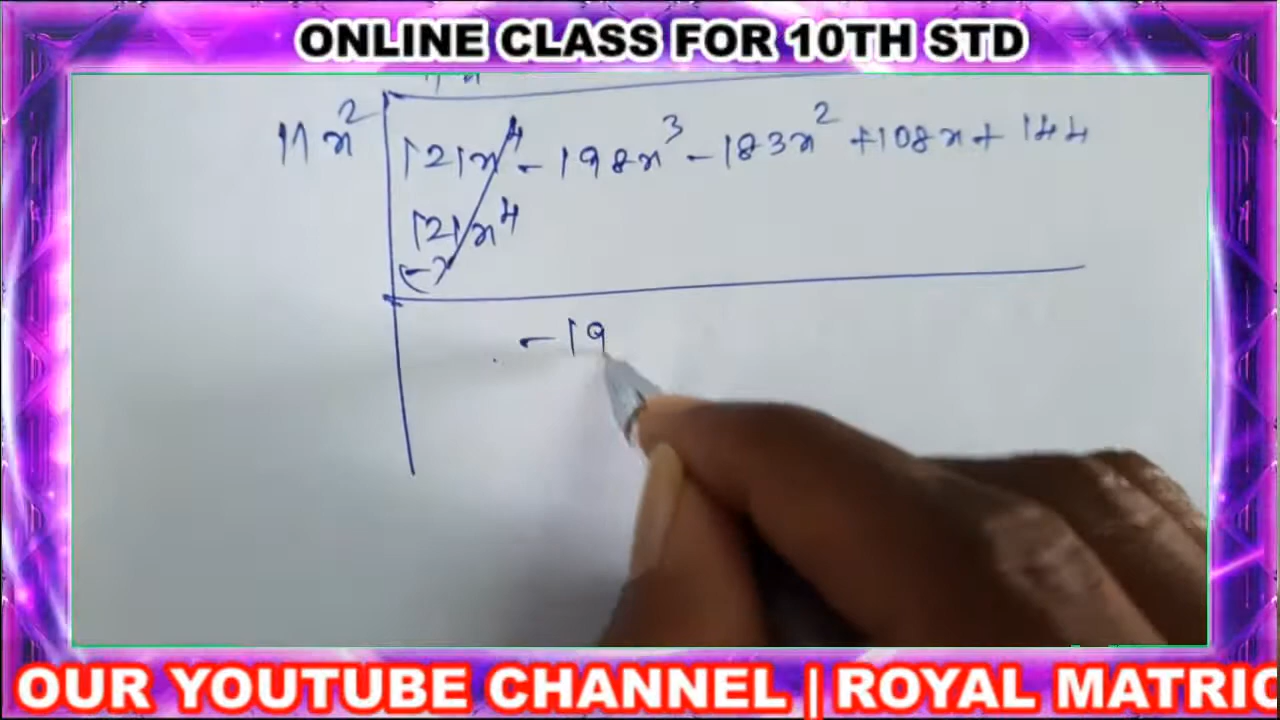 ONLINE CLASS FOR 10TH STD
11x² 121x⁴ - 198x³ - 183x² + 108x + 144
121x⁴
(-)
- 19
OUR YOUTUBE CHANNEL | ROYAL MATRIC